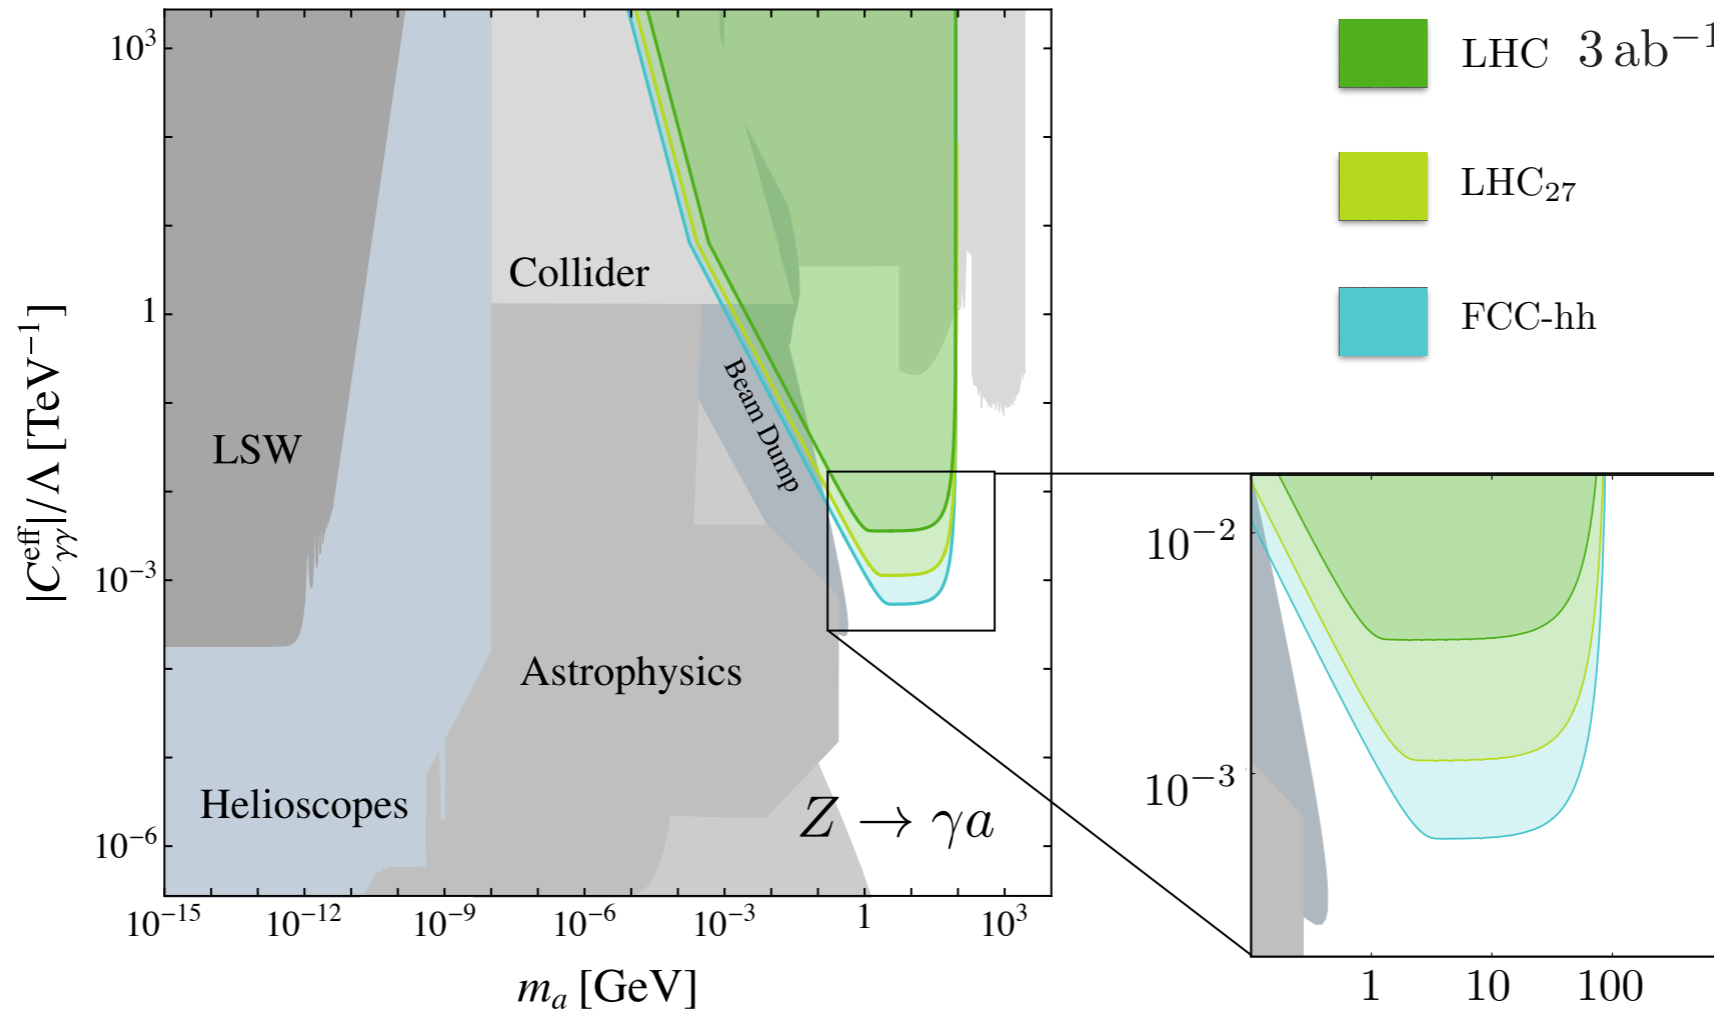 10³
1
10⁻³
10⁻⁶
|C_γγ^eff|/Λ [TeV⁻¹]
Collider
LSW
Beam Dump
Astrophysics
Helioscopes
Z → γa
10⁻¹⁵ 10⁻¹² 10⁻⁹ 10⁻⁶ 10⁻³ 1 10³
m_a [GeV]
LHC 3 ab⁻¹
LHC₂₇
FCC-hh
10⁻²
10⁻³
1 10 100